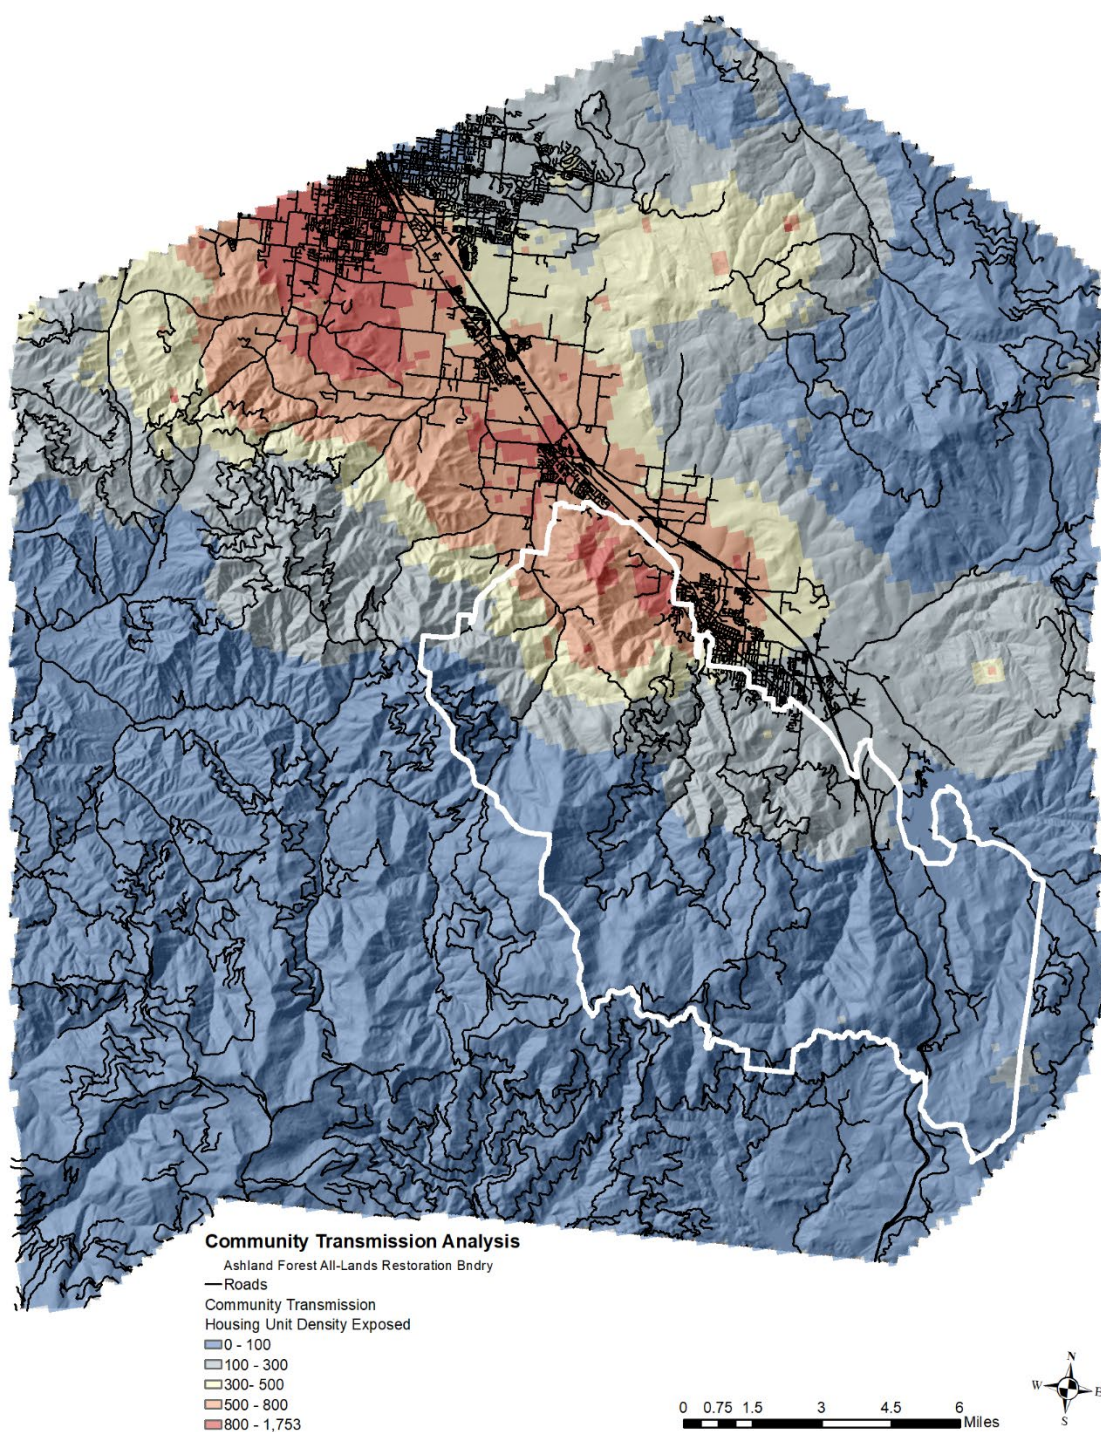 Community Transmission Analysis
Ashland Forest All-Lands Restoration Bndry
Roads
Community Transmission
Housing Unit Density Exposed
0 - 100
100 - 300
300- 500
500 - 800
800 - 1,753
N
W E
S
0 0.75 1.5 3 4.5 6
Miles